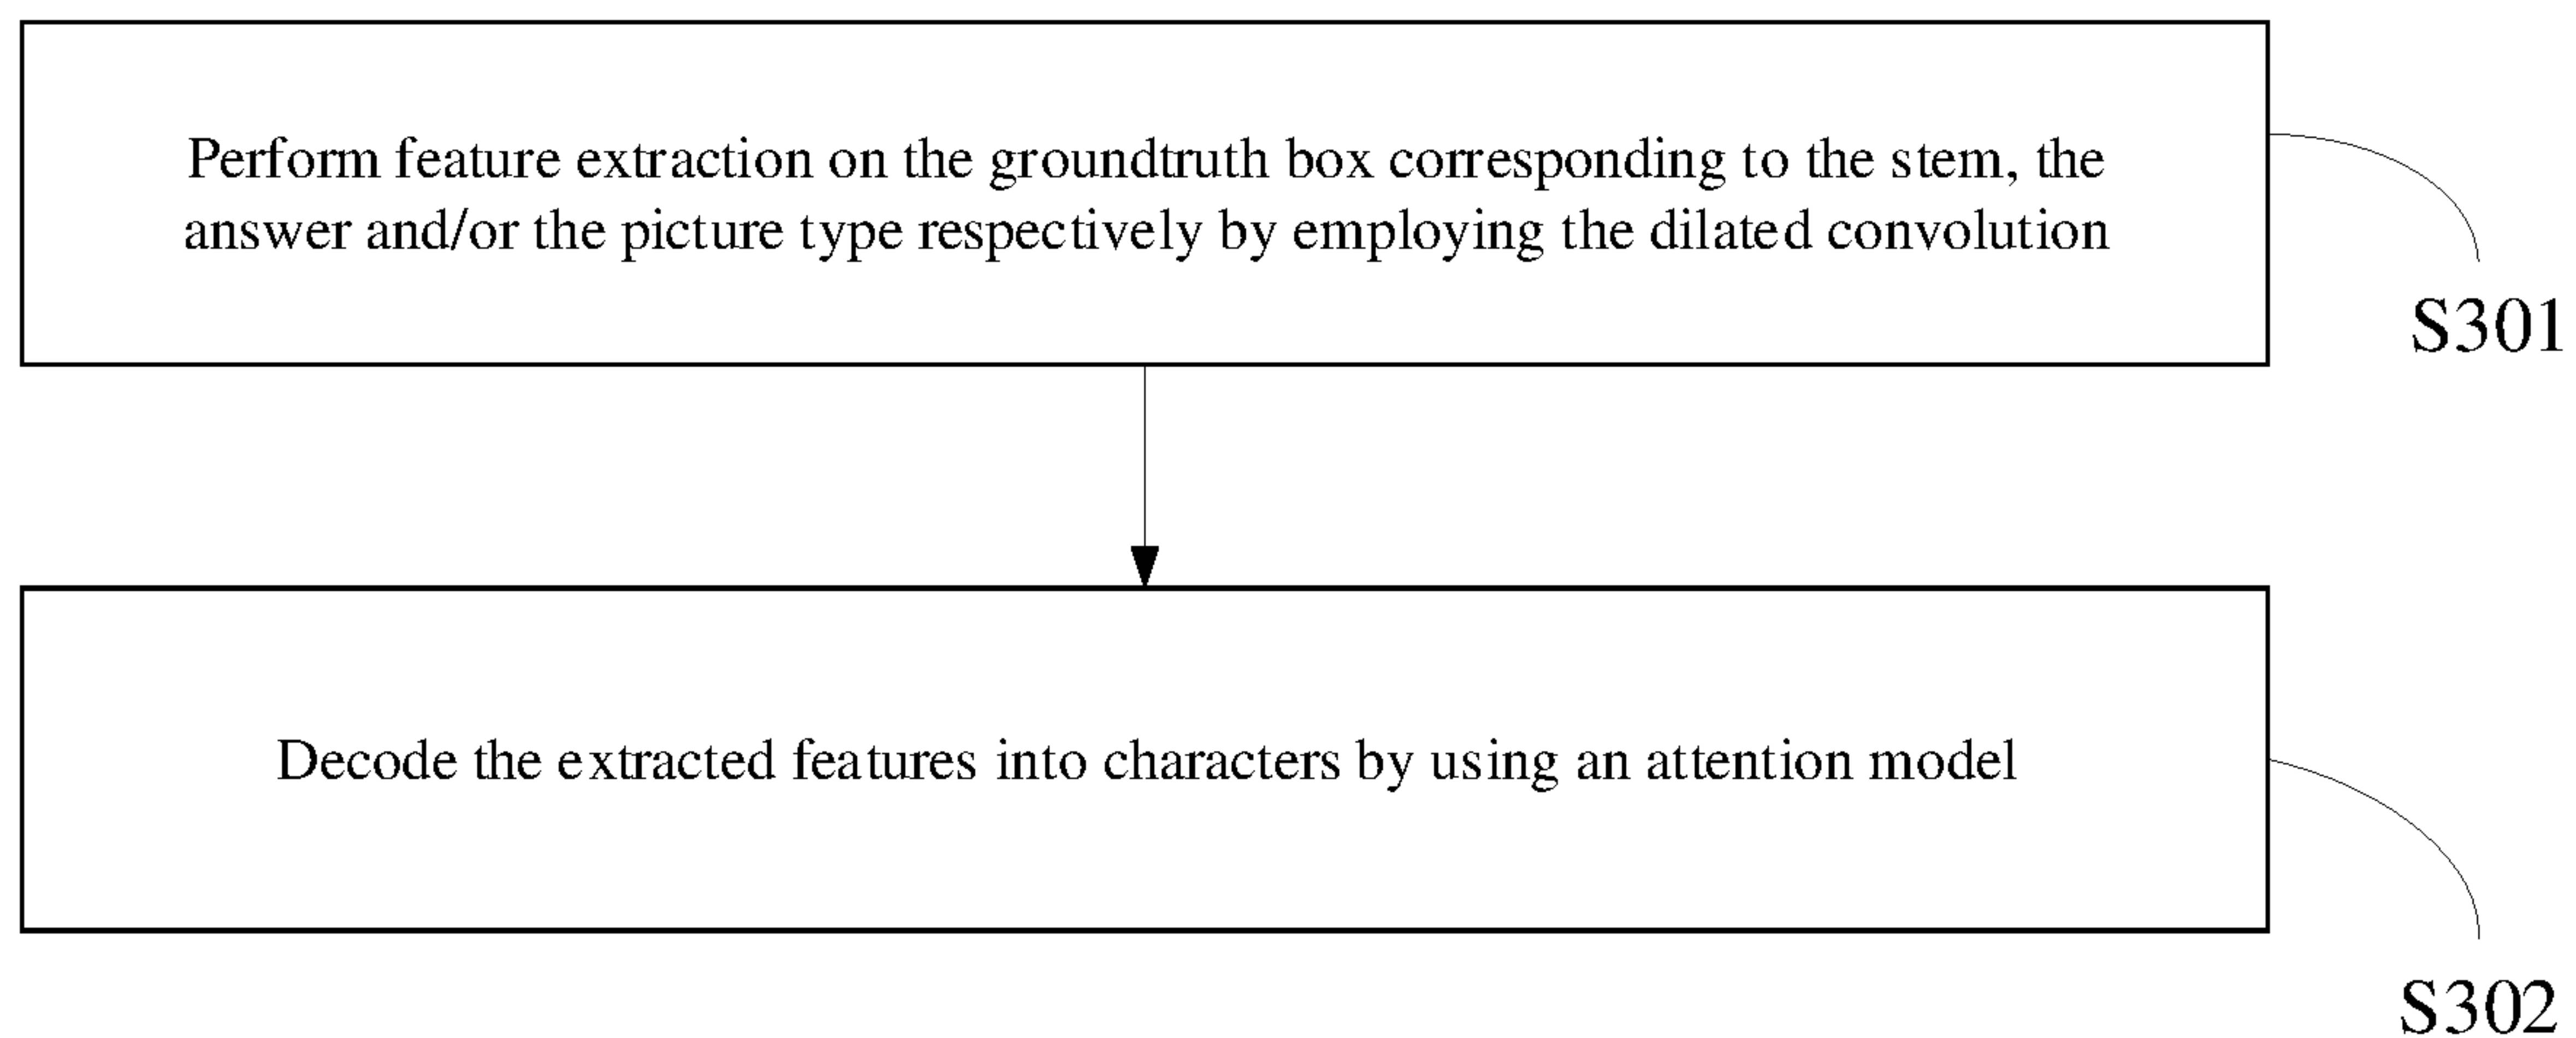 Perform feature extraction on the groundtruth box corresponding to the stem, the
answer and/or the picture type respectively by employing the dilated convolution
S301
Decode the extracted features into characters by using an attention model
S302